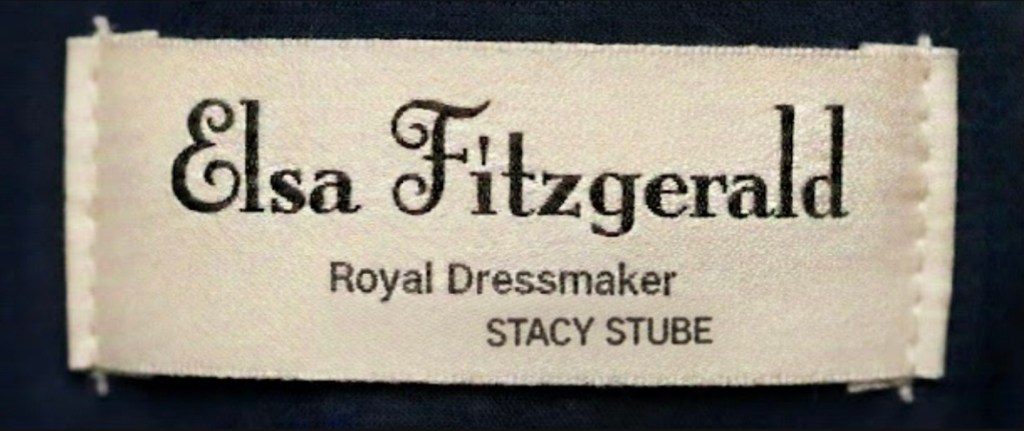 Elsa Fitzgerald
Royal Dressmaker
STACY STUBE